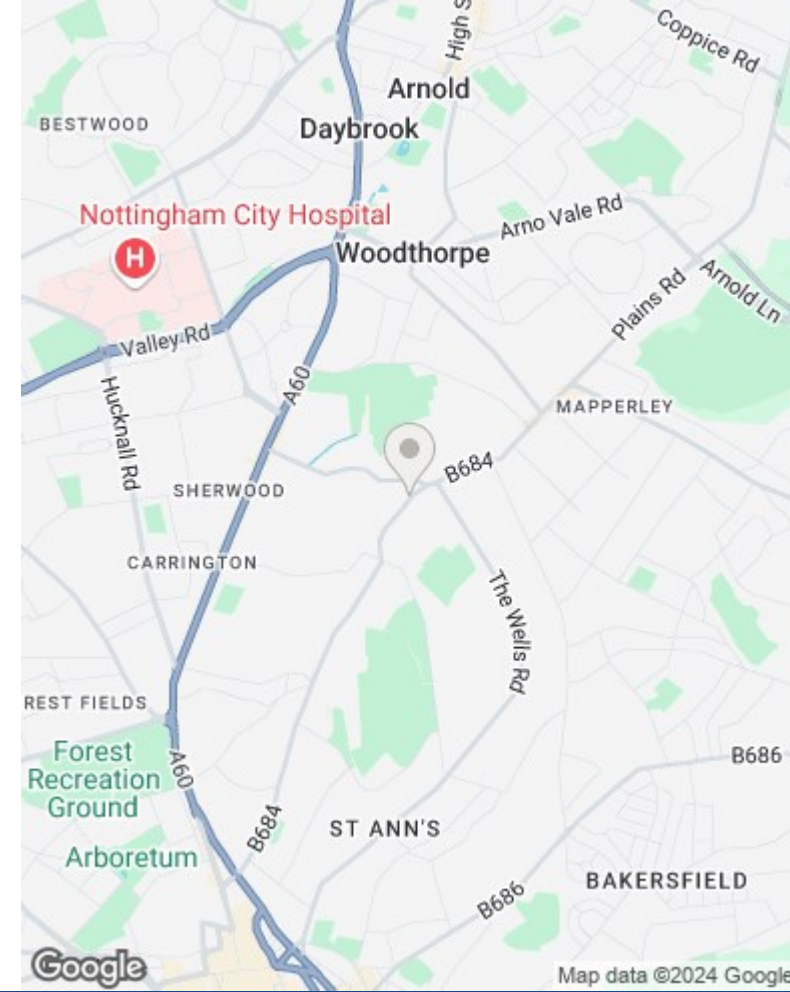 High S
Coppice Rd
Arnold
BESTWOOD
Daybrook
Nottingham City Hospital
H
Arno Vale Rd
Woodthorpe
Plains Rd
Arnold Ln
Valley Rd
A60
Hucknall Rd
MAPPERLEY
B684
SHERWOOD
CARRINGTON
The Wells Rd
REST FIELDS
Forest
Recreation
Ground
A60
B686
B684
ST ANN'S
Arboretum
BAKERSFIELD
B686
Google
Map data ©2024 Google